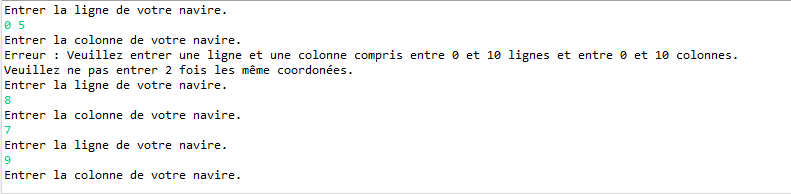 Entrer la ligne de votre navire.
0 5
Entrer la colonne de votre navire.
Erreur : Veuillez entrer une ligne et une colonne compris entre 0 et 10 lignes et entre 0 et 10 colonnes.
Veuillez ne pas entrer 2 fois les même coordonées.
Entrer la ligne de votre navire.
8
Entrer la colonne de votre navire.
7
Entrer la ligne de votre navire.
9
Entrer la colonne de votre navire.